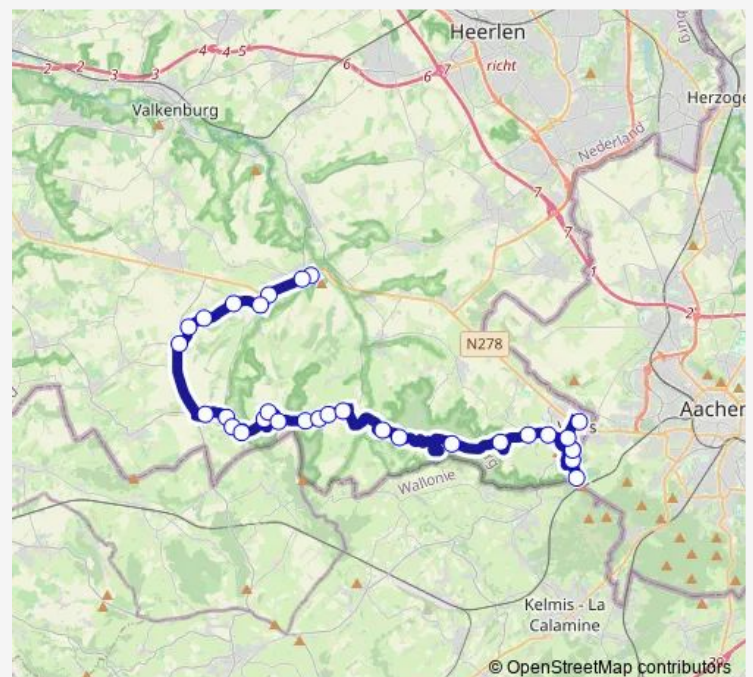 Heerlen
burg
2
2
3
3
4
4-5
6
6
7
richt
Valkenburg
Herzoge
Nederland
7
7
1
2
N278
Aachen
s
Wallonie
Kelmis - La
Calamine
© OpenStreetMap contributors